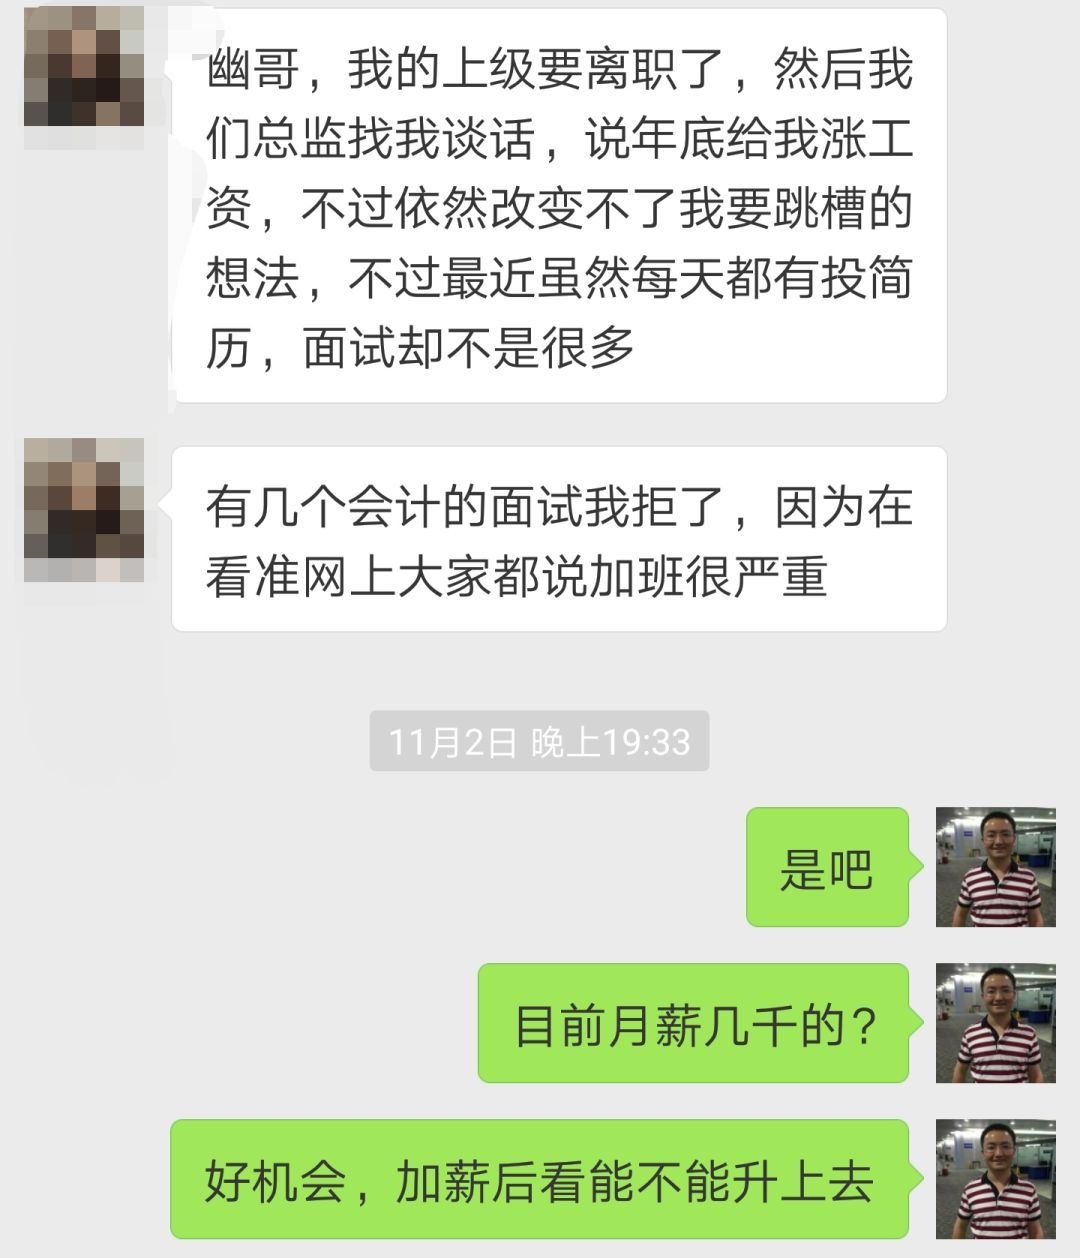 幽哥，我的上级要离职了，然后我
们总监找我谈话，说年底给我涨工
资，不过依然改变不了我要跳槽的
想法，不过最近虽然每天都有投简
历，面试却不是很多
有几个会计的面试我拒了，因为在
看准网上大家都说加班很严重
11月2日 晚上19:33
是吧
目前月薪几千的？
好机会，加薪后看能不能升上去